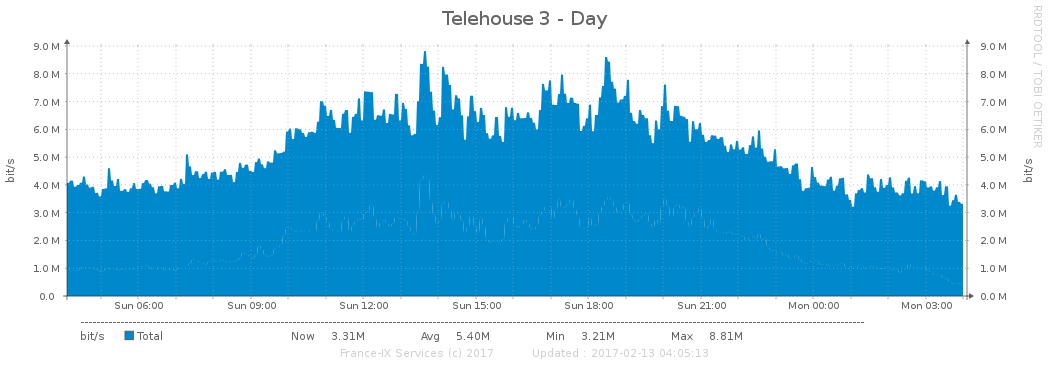 Telehouse 3 - Day
RRDTOOL / TOBI OETIKER
bit/s
9.0 M 9.0 M
8.0 M 8.0 M
7.0 M 7.0 M
6.0 M 6.0 M
5.0 M 5.0 M
4.0 M 4.0 M
3.0 M 3.0 M
2.0 M 2.0 M
1.0 M 1.0 M
0.0 0.0 M
bit/s
Sun 06:00 Sun 09:00 Sun 12:00 Sun 15:00 Sun 18:00 Sun 21:00 Mon 00:00 Mon 03:00
bit/s Total Now 3.31M Avg 5.40M Min 3.21M Max 8.81M
France-IX Services (c) 2017 Updated : 2017-02-13 04:05:13